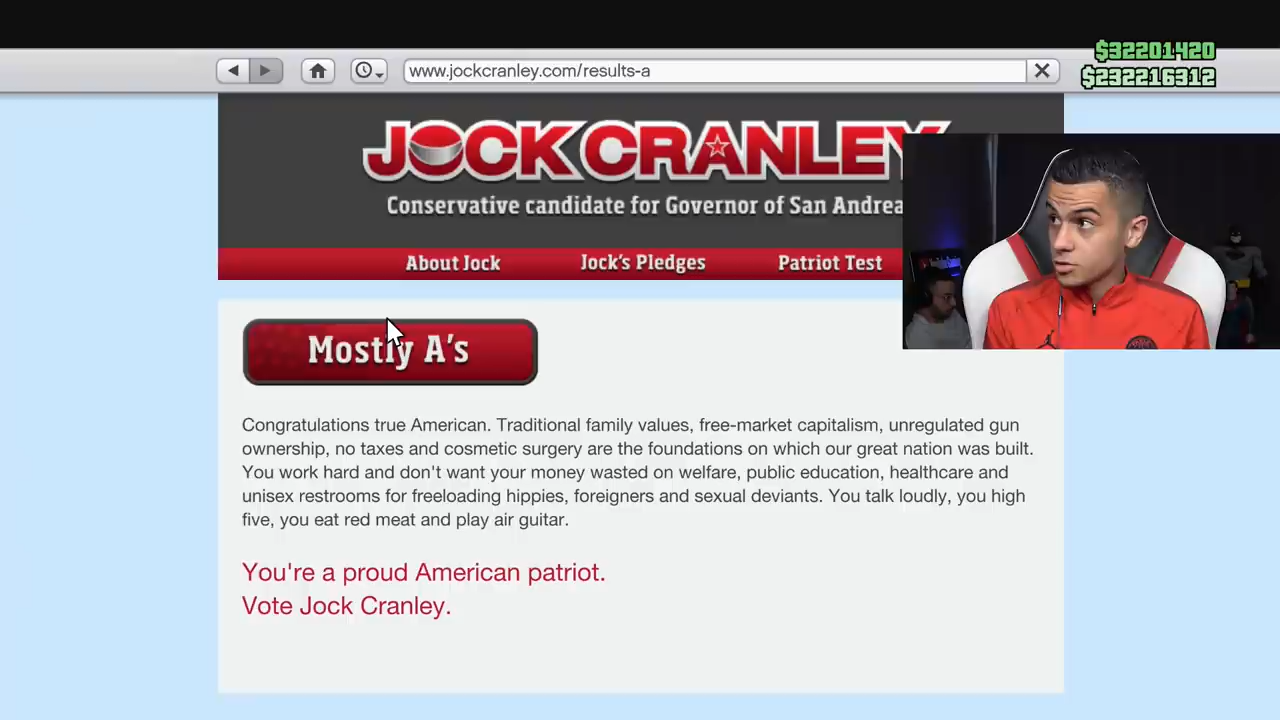 $32201420
www.jockcranley.com/results-a
$232216312
JOCK CRANLEY
Conservative candidate for Governor of San Andrea
About Jock
Jock's Pledges
Patriot Test
Mostly A's
Congratulations true American. Traditional family values, free-market capitalism, unregulated gun
ownership, no taxes and cosmetic surgery are the foundations on which our great nation was built.
You work hard and don't want your money wasted on welfare, public education, healthcare and
unisex restrooms for freeloading hippies, foreigners and sexual deviants. You talk loudly, you high
five, you eat red meat and play air guitar.
You're a proud American patriot.
Vote Jock Cranley.